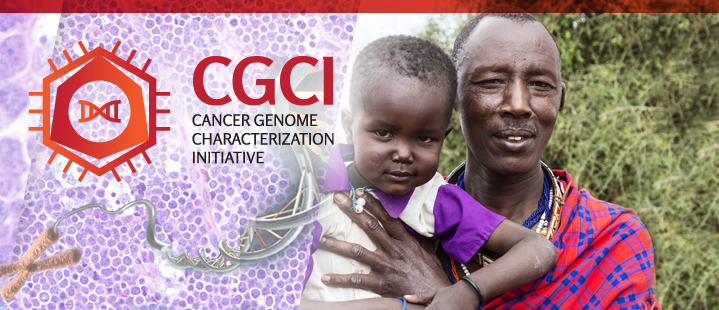 CGCI
CANCER GENOME
CHARACTERIZATION
INITIATIVE